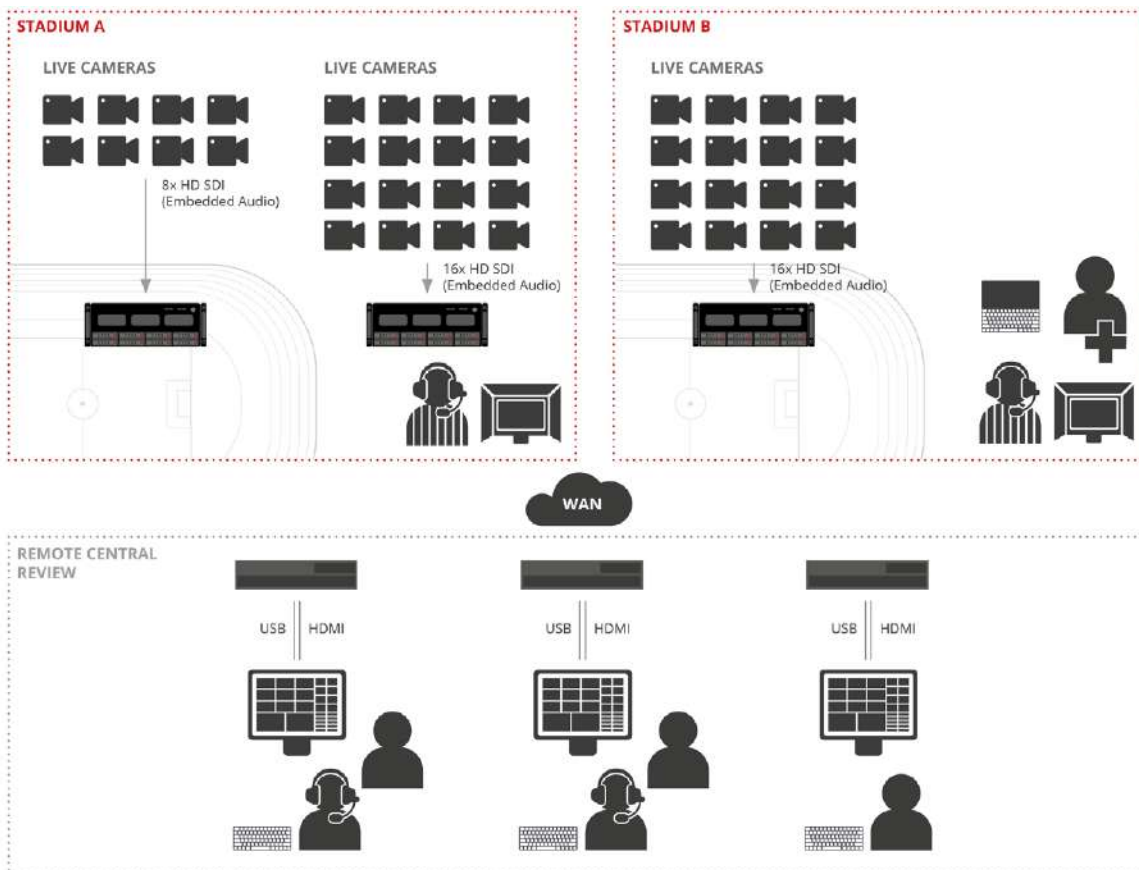 STADIUM A
LIVE CAMERAS
LIVE CAMERAS
8x HD SDI
(Embedded Audio)
16x HD SDI
(Embedded Audio)
STADIUM B
LIVE CAMERAS
16x HD SDI
(Embedded Audio)
WAN
REMOTE CENTRAL
REVIEW
USB HDMI
USB HDMI
USB HDMI